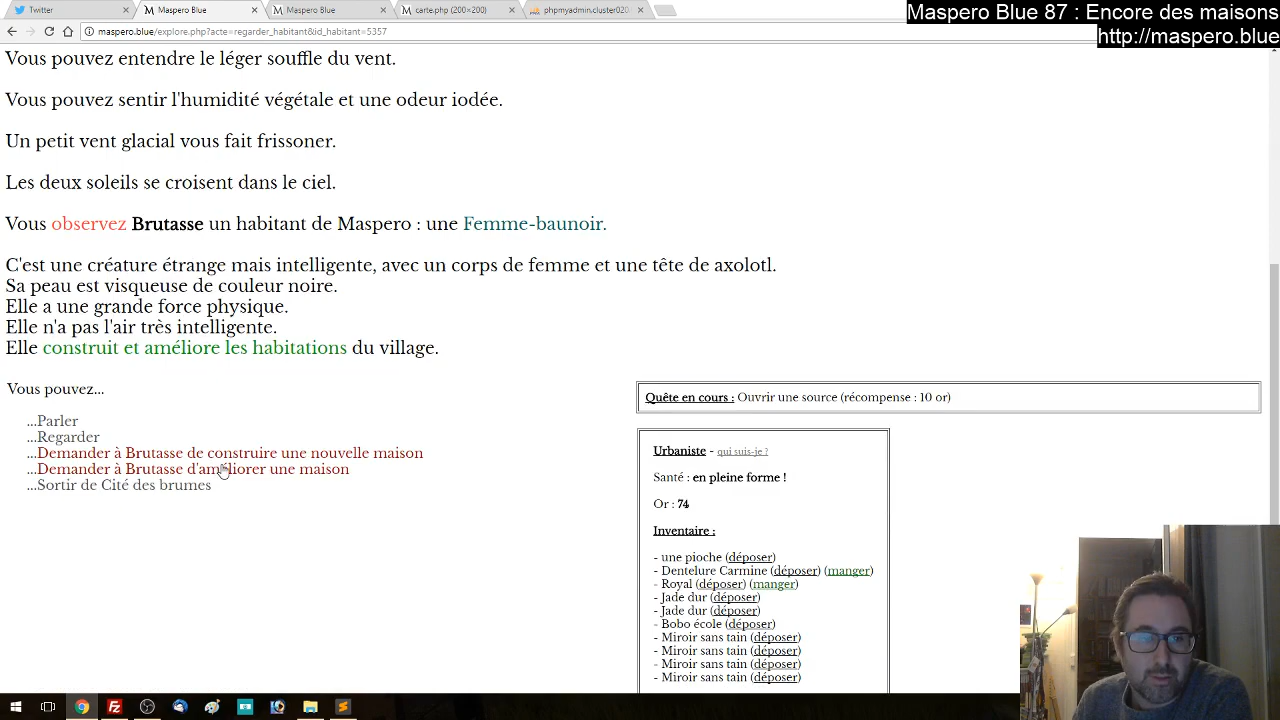 Twitter
Maspero Blue
Maspero Blue
carte.php (200×200)
phpmyadmin.cluster020.
Maspero Blue 87 : Encore des maisons
http://maspero.blue
maspero.blue/explore.php?acte=regarder_habitant&id_habitant=5357
Vous pouvez entendre le léger souffle du vent.
Vous pouvez sentir l'humidité végétale et une odeur iodée.
Un petit vent glacial vous fait frissoner.
Les deux soleils se croisent dans le ciel.
Vous observez Brutasse un habitant de Maspero : une Femme-baunoir.
C'est une créature étrange mais intelligente, avec un corps de femme et une tête de axolotl.
Sa peau est visqueuse de couleur noire.
Elle a une grande force physique.
Elle n'a pas l'air très intelligente.
Elle construit et améliore les habitations du village.
Vous pouvez...
...Parler
...Regarder
...Demander à Brutasse de construire une nouvelle maison
...Demander à Brutasse d'améliorer une maison
...Sortir de Cité des brumes
Quête en cours : Ouvrir une source (récompense : 10 or)
Urbaniste - qui suis-je ?
Santé : en pleine forme !
Or : 74
Inventaire :
- une pioche (déposer)
- Dentelure Carmine (déposer) (manger)
- Royal (déposer) (manger)
- Jade dur (déposer)
- Jade dur (déposer)
- Bobo école (déposer)
- Miroir sans tain (déposer)
- Miroir sans tain (déposer)
- Miroir sans tain (déposer)
- Miroir sans tain (déposer)